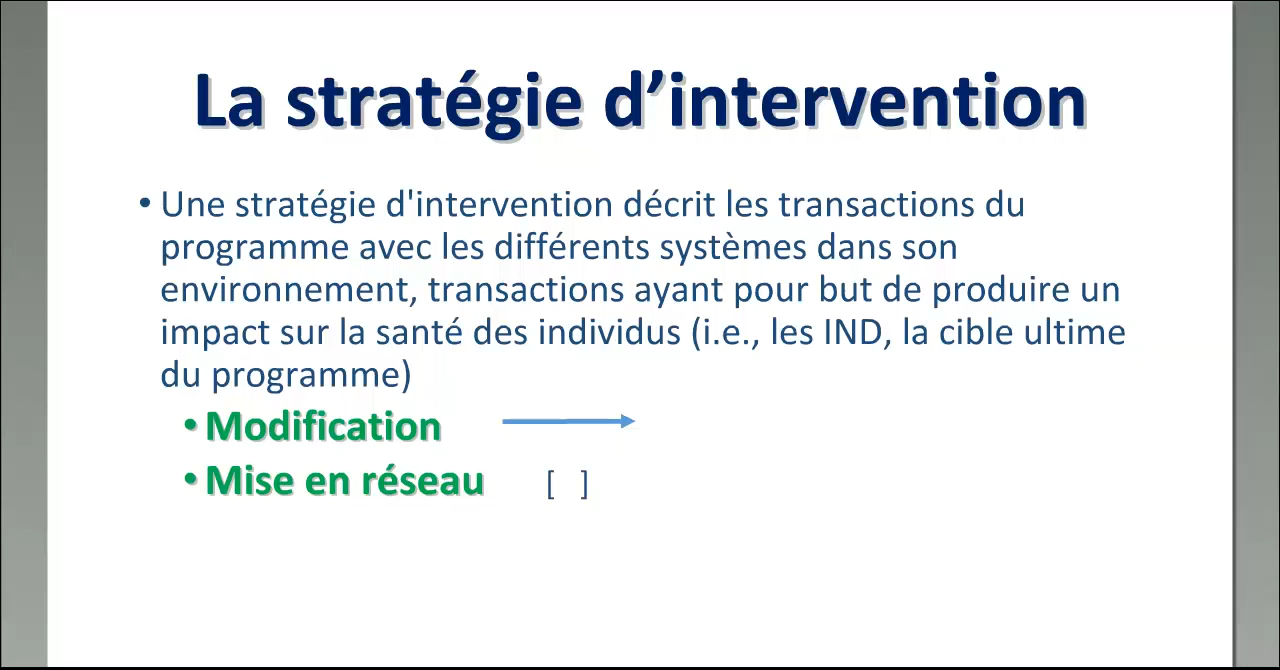 La stratégie d’intervention
• Une stratégie d'intervention décrit les transactions du
programme avec les différents systèmes dans son
environnement, transactions ayant pour but de produire un
impact sur la santé des individus (i.e., les IND, la cible ultime
du programme)
• Modification
• Mise en réseau [ ]